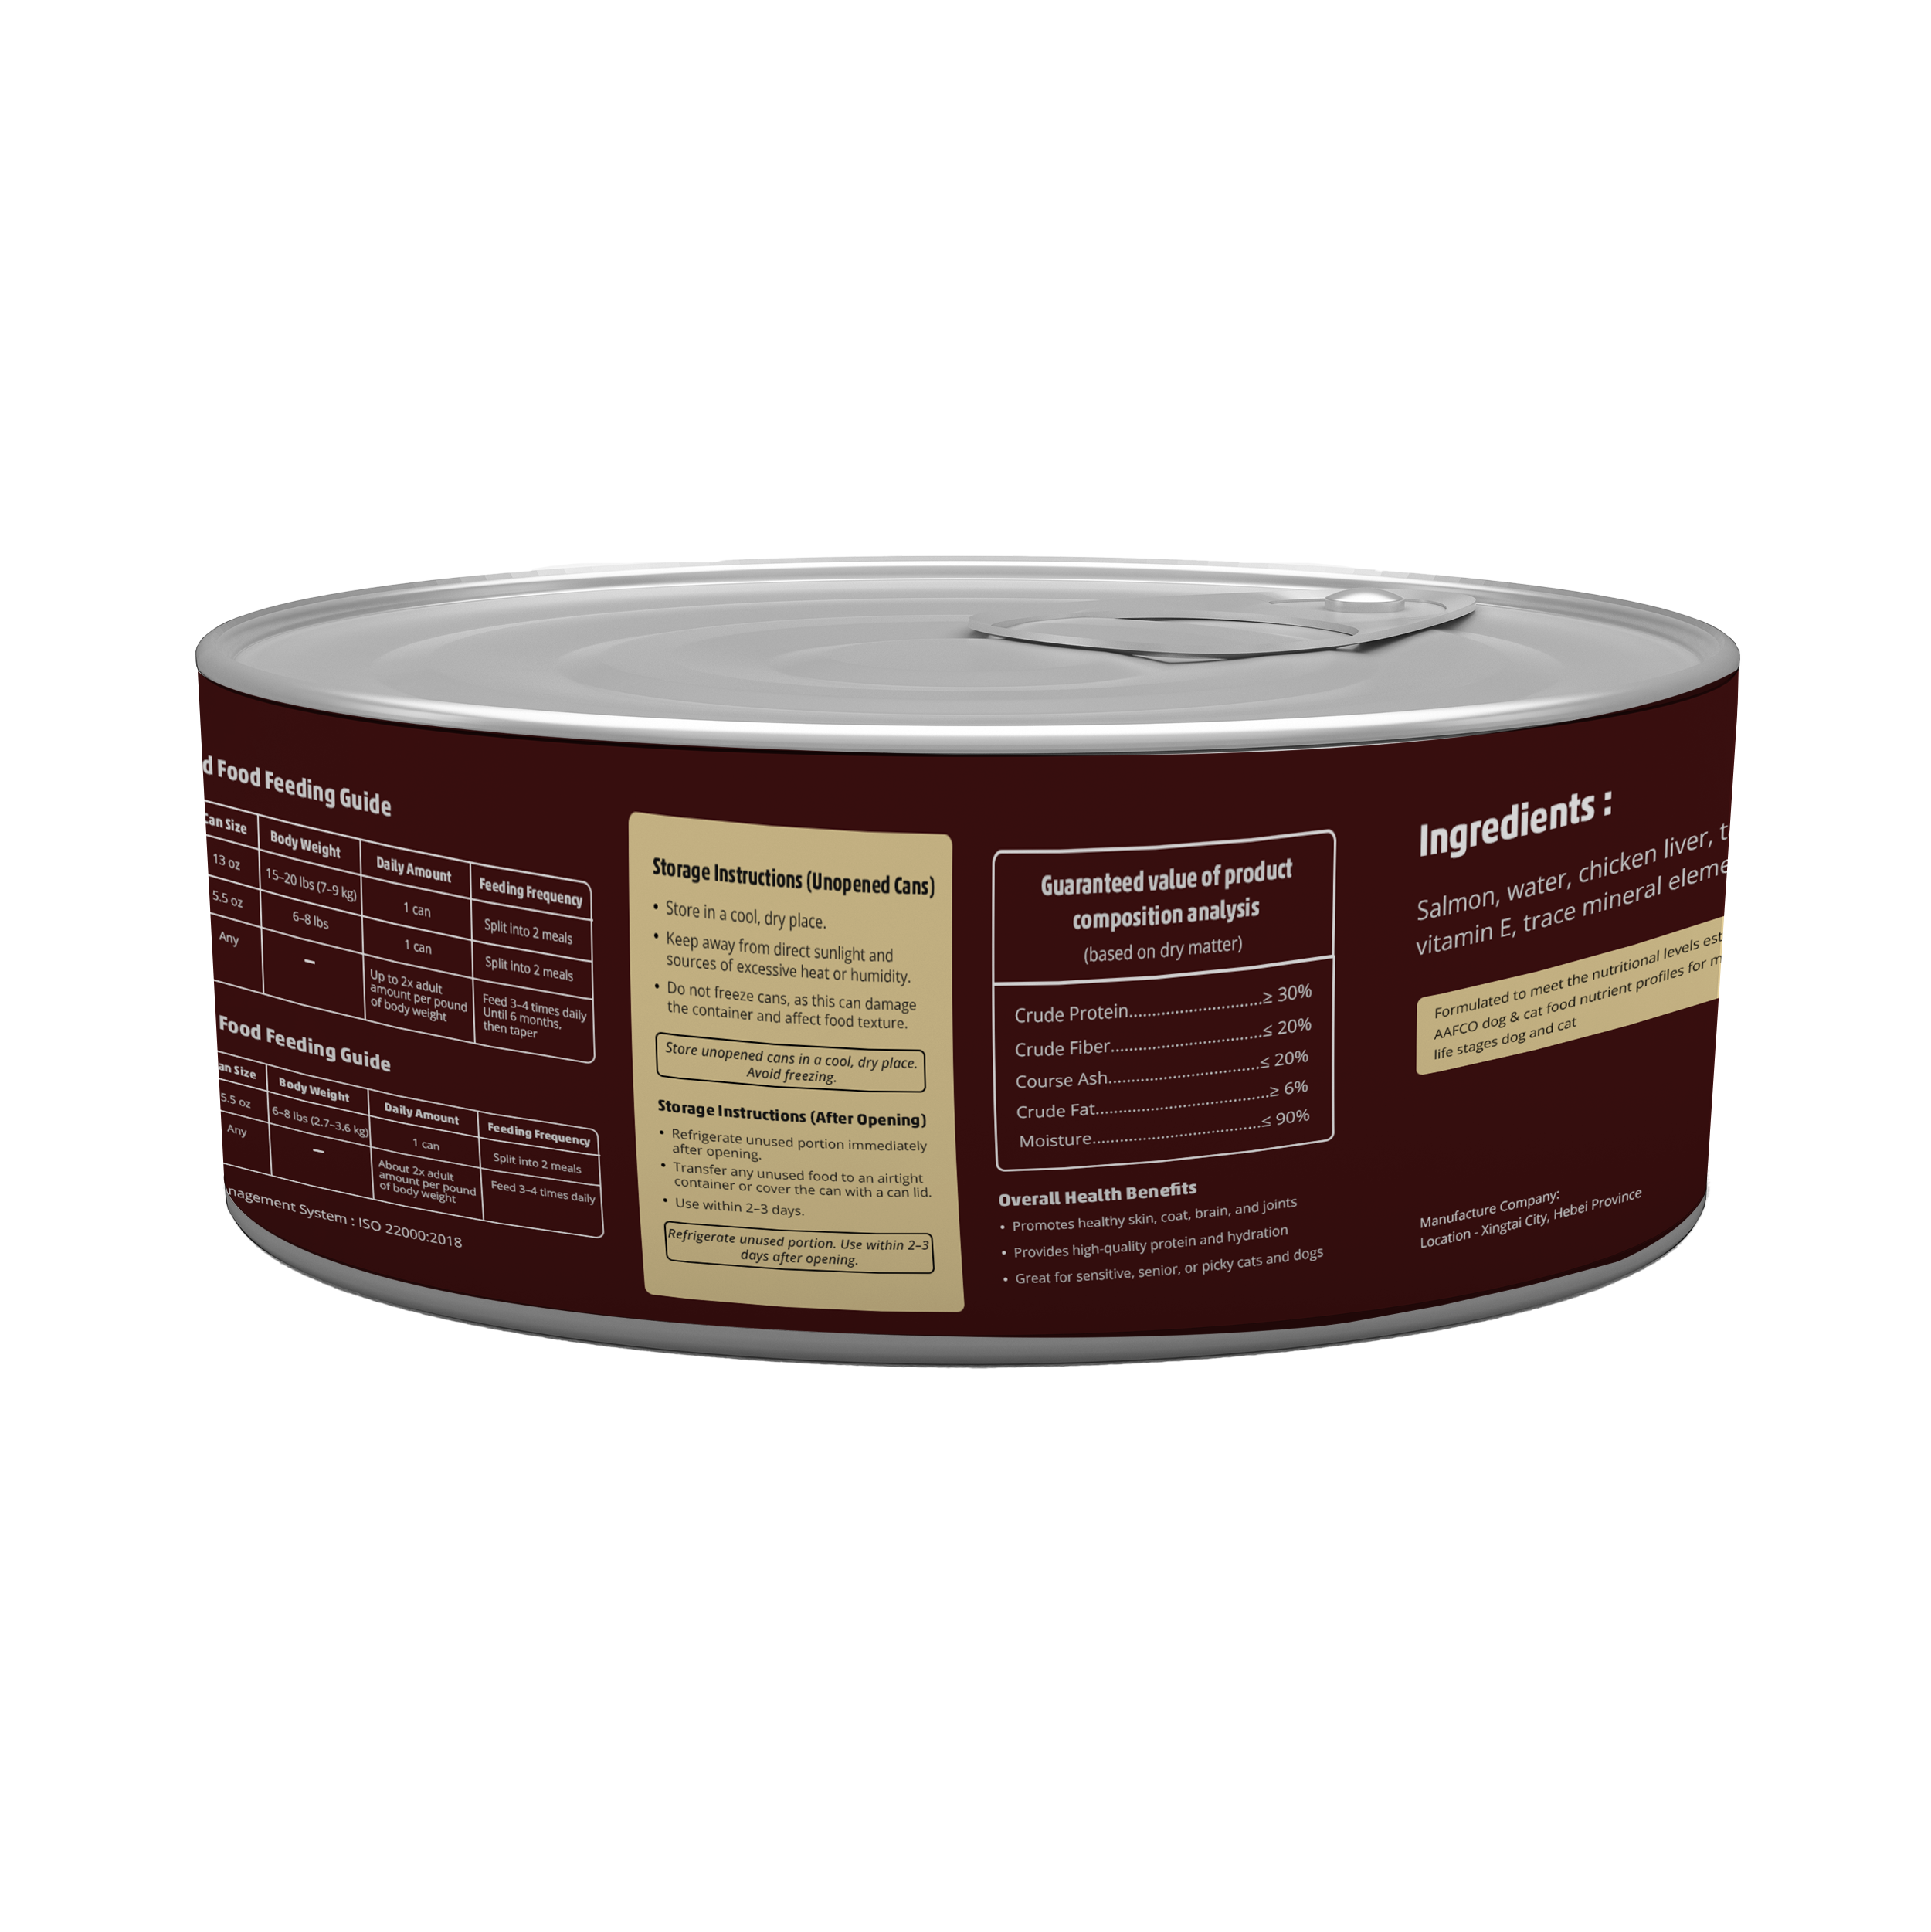 d Food Feeding Guide
Can Size Body Weight Daily Amount Feeding Frequency
13 oz 15–20 lbs (7–9 kg) 1 can Split into 2 meals
5.5 oz 6–8 lbs 1 can Split into 2 meals
Any – Up to 2x adult
amount per pound
of body weight
Feed 3–4 times daily
Until 6 months,
then taper
Food Feeding Guide
an Size Body Weight Daily Amount Feeding Frequency
5.5 oz 6–8 lbs (2.7–3.6 kg) 1 can Split into 2 meals
Any – About 2x adult
amount per pound
of body weight
Feed 3–4 times daily
nagement System : ISO 22000:2018
Storage Instructions (Unopened Cans)
• Store in a cool, dry place.
• Keep away from direct sunlight and
sources of excessive heat or humidity.
• Do not freeze cans, as this can damage
the container and affect food texture.
Store unopened cans in a cool, dry place.
Avoid freezing.
Storage Instructions (After Opening)
• Refrigerate unused portion immediately
after opening.
• Transfer any unused food to an airtight
container or cover the can with a can lid.
• Use within 2–3 days.
Refrigerate unused portion. Use within 2–3
days after opening.
Guaranteed value of product
composition analysis
(based on dry matter)
Crude Protein..............................≥ 30%
Crude Fiber..................................≤ 20%
Course Ash..................................≤ 20%
Crude Fat.......................................≥ 6%
Moisture......................................≤ 90%
Overall Health Benefits
• Promotes healthy skin, coat, brain, and joints
• Provides high-quality protein and hydration
• Great for sensitive, senior, or picky cats and dogs
Ingredients :
Salmon, water, chicken liver, t
vitamin E, trace mineral eleme
Formulated to meet the nutritional levels est
AAFCO dog & cat food nutrient profiles for m
life stages dog and cat
Manufacture Company:
Location - Xingtai City, Hebei Province